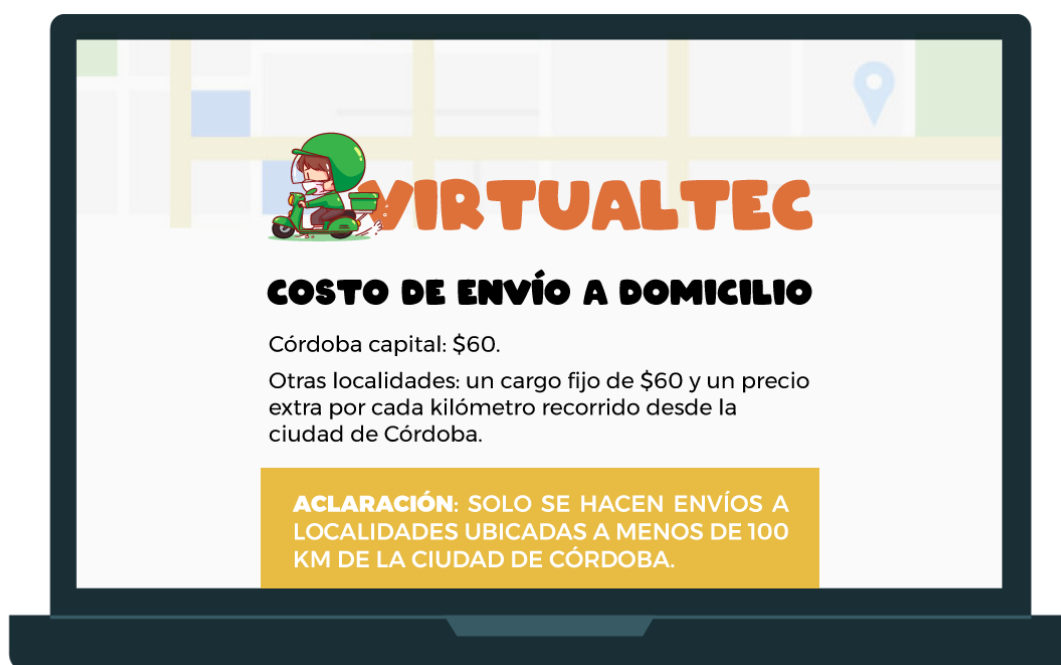 VIRTUALTEC
COSTO DE ENVÍO A DOMICILIO
Córdoba capital: $60.
Otras localidades: un cargo fijo de $60 y un precio
extra por cada kilómetro recorrido desde la
ciudad de Córdoba.
ACLARACIÓN: SOLO SE HACEN ENVÍOS A
LOCALIDADES UBICADAS A MENOS DE 100
KM DE LA CIUDAD DE CÓRDOBA.